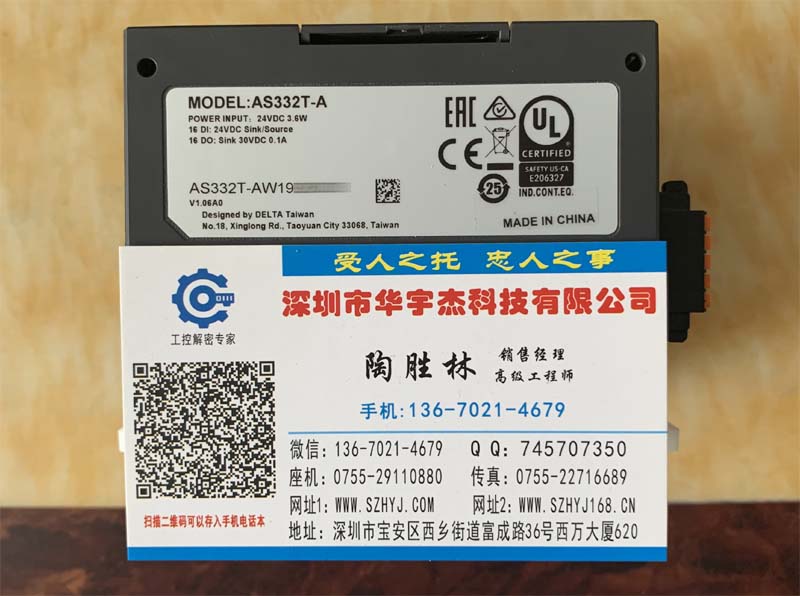 MODEL:AS332T-A
POWER INPUT: 24VDC 3.6W
16 DI: 24VDC Sink/Source
16 DO: Sink 30VDC 0.1A
AS332T-AW19
V1.06A0
Designed by DELTA Taiwan
No.18, Xinglong Rd., Taoyuan City 33068, Taiwan
EAC
CE
25
UL
CERTIFIED
SAFETY US-CA
E206327
IND.CONT.EQ.
MADE IN CHINA
受人之托 忠人之事
深圳市华宇杰科技有限公司
工控解密专家
陶胜林 销售经理
高级工程师
手机:136-7021-4679
微信:136-7021-4679 QQ:745707350
座机:0755-29110880 传真:0755-22716689
网址1:WWW.SZHYJ.COM 网址2:WWW.SZHYJ168.CN
地址:深圳市宝安区西乡街道富成路36号西万大厦620
扫描二维码可以存入手机电话本